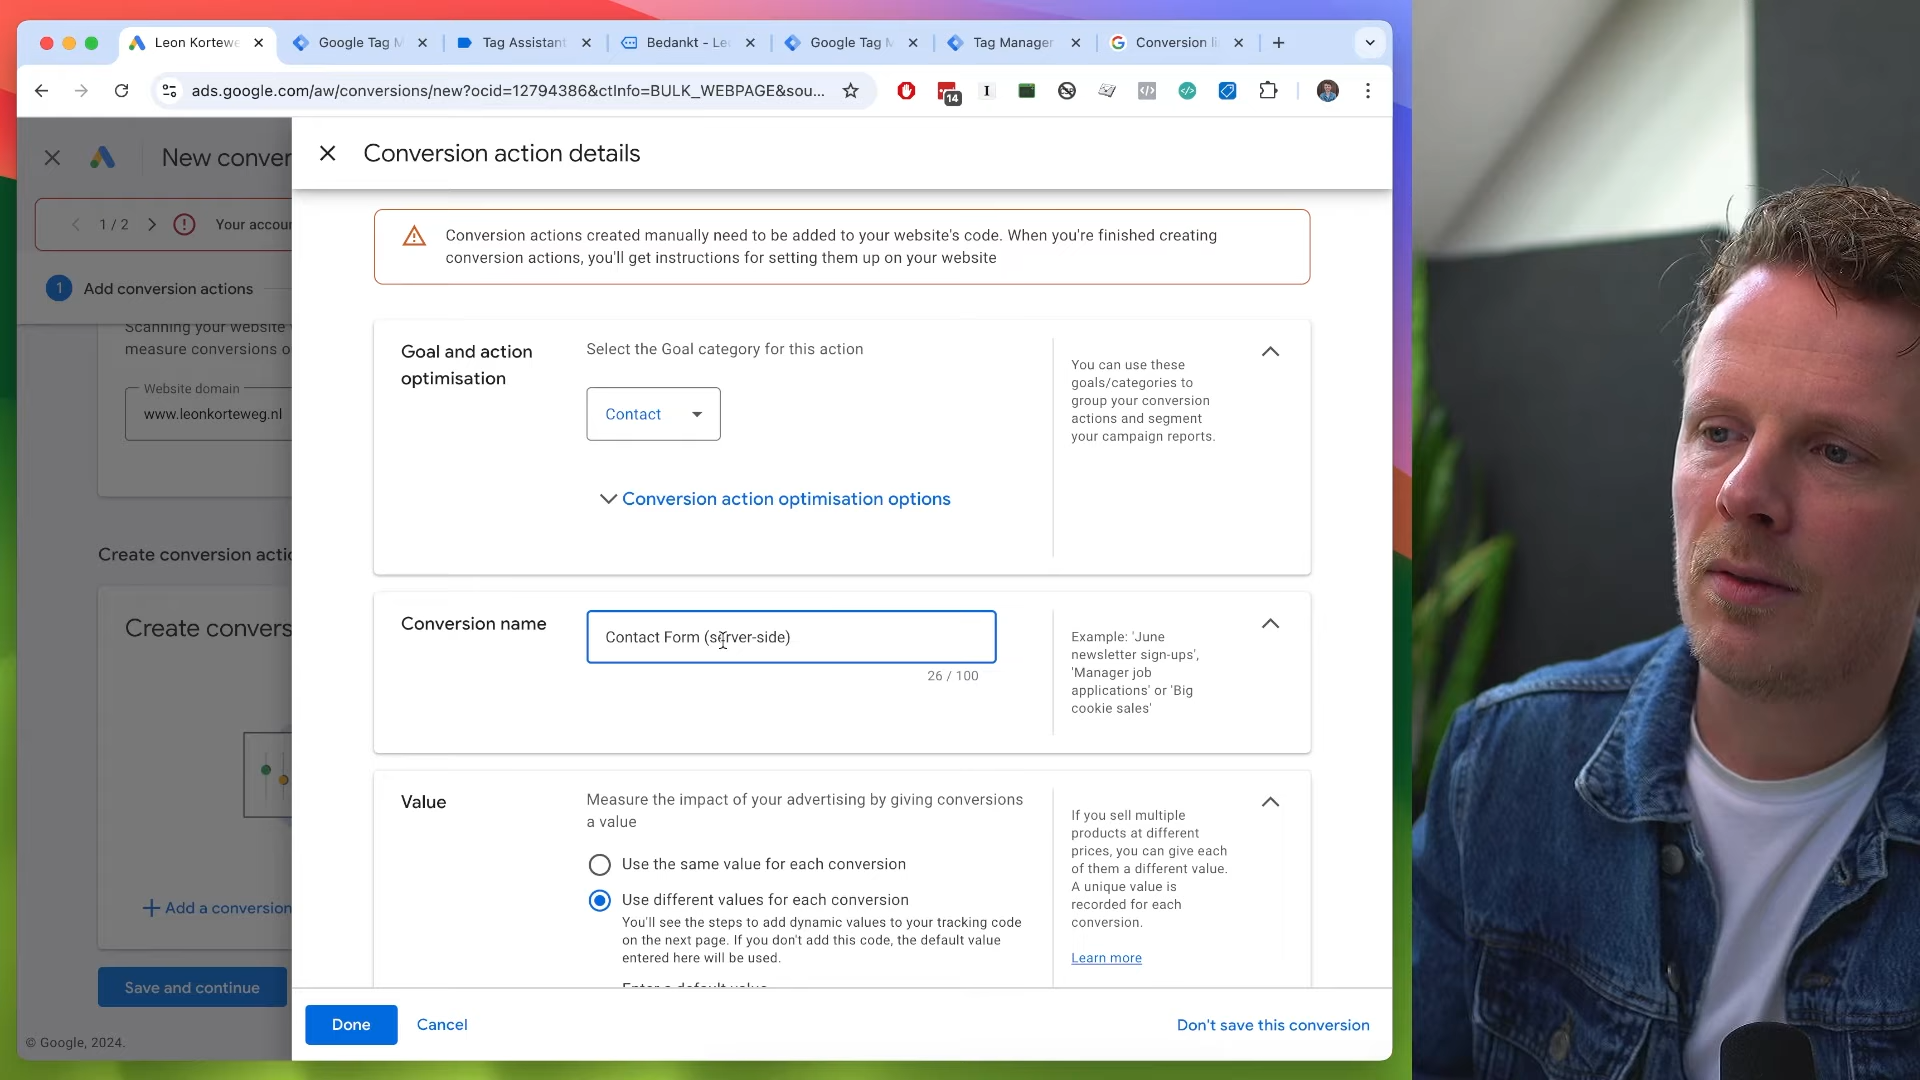 Leon Kortewe
Google Tag M
Tag Assistant
Bedankt - Le
Google Tag M
Tag Manager
Conversion li
ads.google.com/aw/conversions/new?ocid=12794386&ctInfo=BULK_WEBPAGE&sou...
14
New conver
Conversion action details
1 / 2
Your accou
Conversion actions created manually need to be added to your website's code. When you're finished creating
conversion actions, you'll get instructions for setting them up on your website
1
Add conversion actions
Scanning your website
measure conversions o
Website domain
www.leonkorteweg.nl
Goal and action
optimisation
Select the Goal category for this action
Contact
Conversion action optimisation options
You can use these
goals/categories to
group your conversion
actions and segment
your campaign reports.
Create conversion actio
Create convers
Conversion name
Contact Form (server-side)
26 / 100
Example: 'June
newsletter sign-ups',
'Manager job
applications' or 'Big
cookie sales'
Value
Measure the impact of your advertising by giving conversions
a value
Use the same value for each conversion
Use different values for each conversion
You'll see the steps to add dynamic values to your tracking code
on the next page. If you don't add this code, the default value
entered here will be used.
Enter a default value
If you sell multiple
products at different
prices, you can give each
of them a different value.
A unique value is
recorded for each
conversion.
Learn more
Add a conversion
Save and continue
Done
Cancel
Don't save this conversion
© Google, 2024.